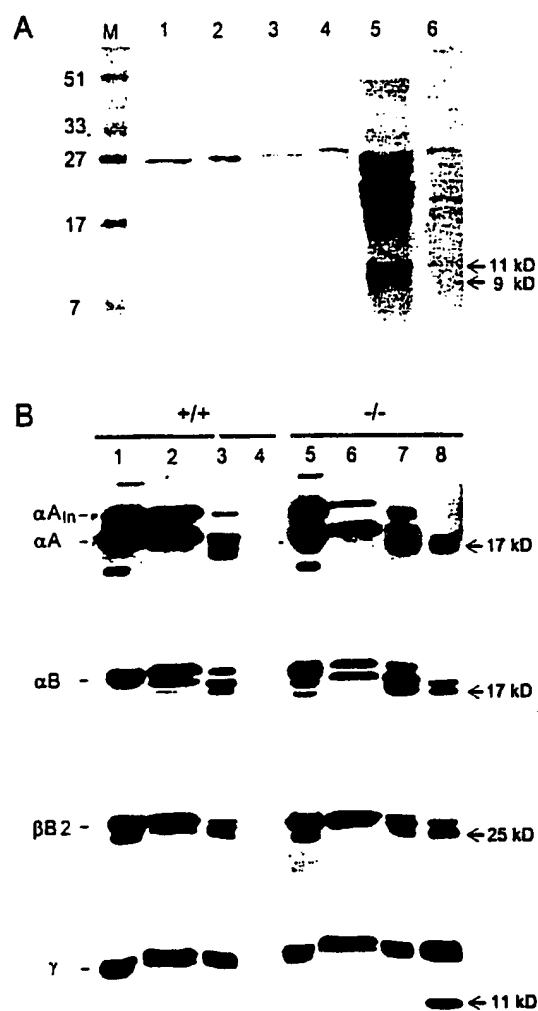 A
M 1 2 3 4 5 6
51
33
27
17
7
← 11 kD
← 9 kD
B
+/+ -/-
1 2 3 4 5 6 7 8
αAIn -
αA - ← 17 kD
αB - ← 17 kD
βB2 - ← 25 kD
γ -
← 11 kD